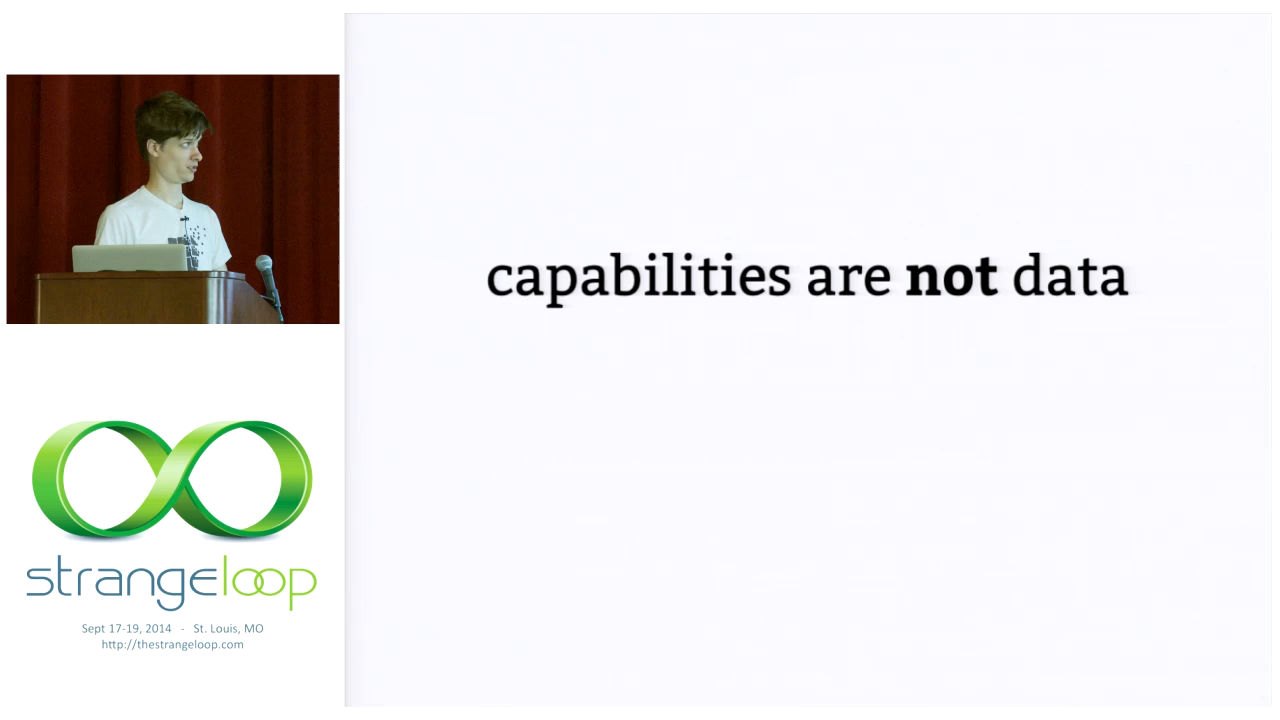 capabilities are not data
strangeloop
Sept 17-19, 2014 - St. Louis, MO
http://thestrangeloop.com